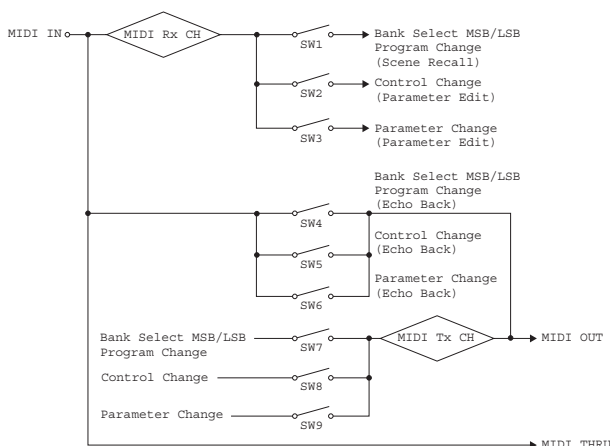 MIDI IN
MIDI Rx CH
SW1
Bank Select MSB/LSB
Program Change
(Scene Recall)
SW2
Control Change
(Parameter Edit)
SW3
Parameter Change
(Parameter Edit)
Bank Select MSB/LSB
Program Change
(Echo Back)
SW4
Control Change
(Echo Back)
SW5
Parameter Change
(Echo Back)
SW6
Bank Select MSB/LSB
Program Change
SW7
MIDI Tx CH
MIDI OUT
Control Change
SW8
Parameter Change
SW9
MIDI THRU